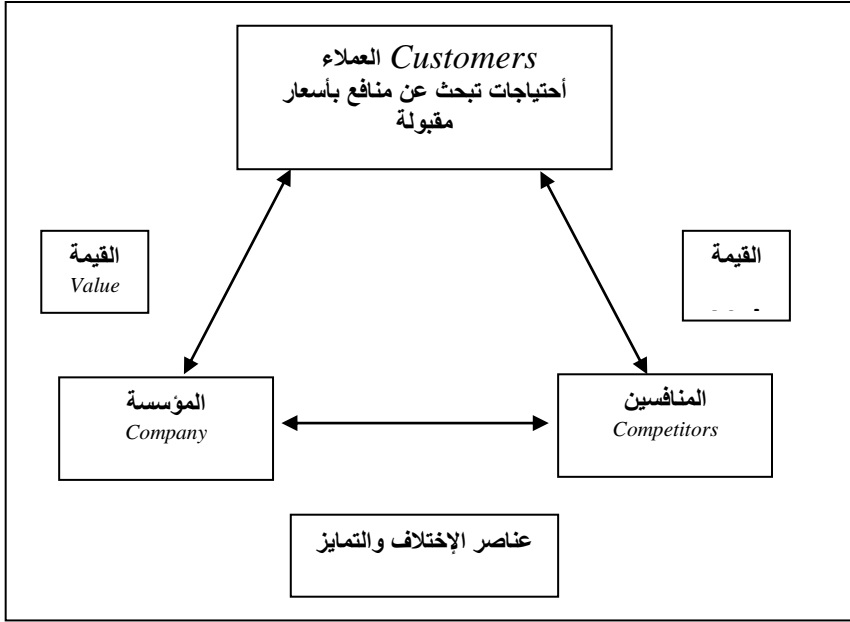 العملاء Customers
أحتياجات تبحث عن منافع بأسعار
مقبولة
القيمة
Value
القيمة
المؤسسة
Company
المنافسين
Competitors
عناصر الإختلاف والتمايز